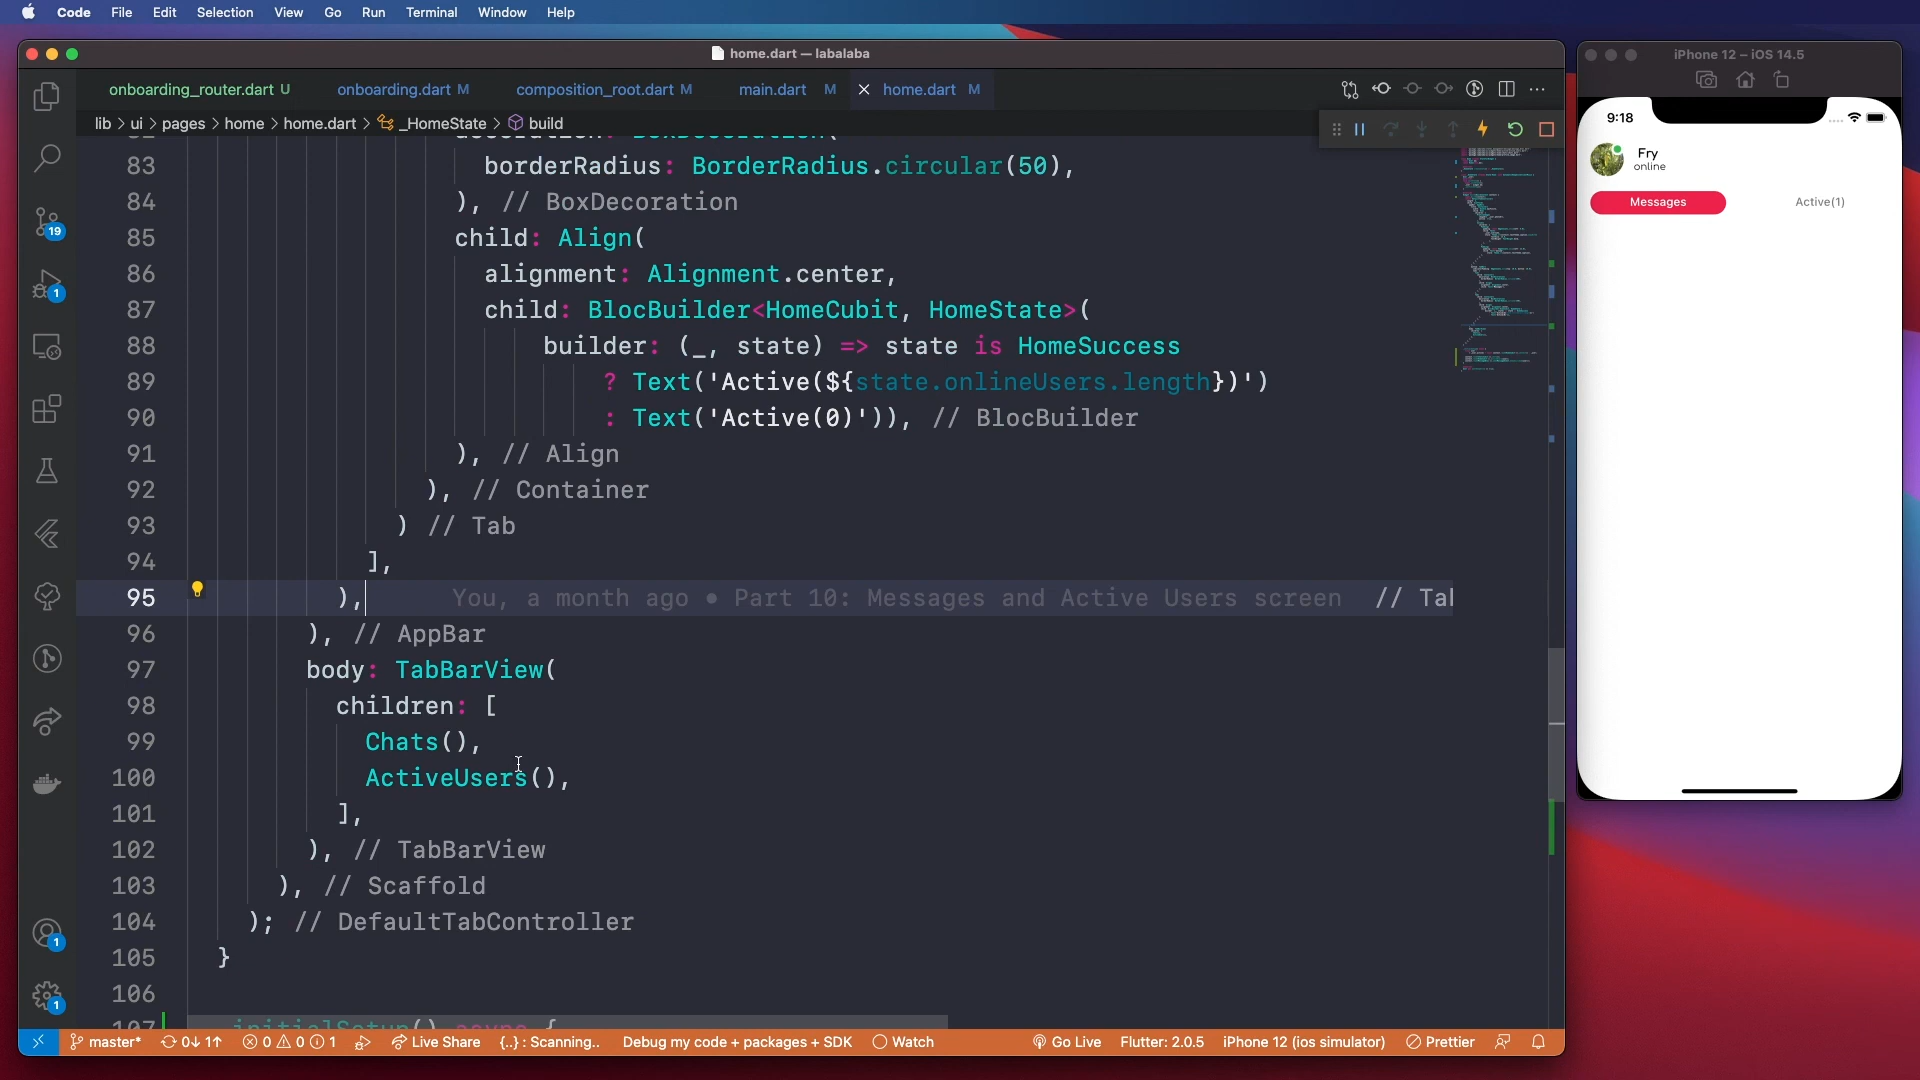 Code File Edit Selection View Go Run Terminal Window Help
home.dart — labalaba
onboarding_router.dart U onboarding.dart M composition_root.dart M main.dart M home.dart M
lib > ui > pages > home > home.dart > _HomeState > build
83 borderRadius: BorderRadius.circular(50),
84 ), // BoxDecoration
85 child: Align(
86 alignment: Alignment.center,
87 child: BlocBuilder<HomeCubit, HomeState>(
88 builder: (_, state) => state is HomeSuccess
89 ? Text('Active(${state.onlineUsers.length})')
90 : Text('Active(0)')), // BlocBuilder
91 ), // Align
92 ), // Container
93 ) // Tab
94 ],
95 ), You, a month ago • Part 10: Messages and Active Users screen //
96 ), // AppBar
97 body: TabBarView(
98 children: [
99 Chats(),
100 ActiveUsers(),
101 ],
102 ), // TabBarView
103 ), // Scaffold
104 ); // DefaultTabController
105 }
106
107 initialSetup() async {
19
1
1
1
master* 0↓ 1↑ 0 0 1 Live Share {..} : Scanning.. Debug my code + packages + SDK Watch Go Live Flutter: 2.0.5 iPhone 12 (ios simulator) Prettier
iPhone 12 – iOS 14.5
9:18
Fry
online
Messages Active(1)